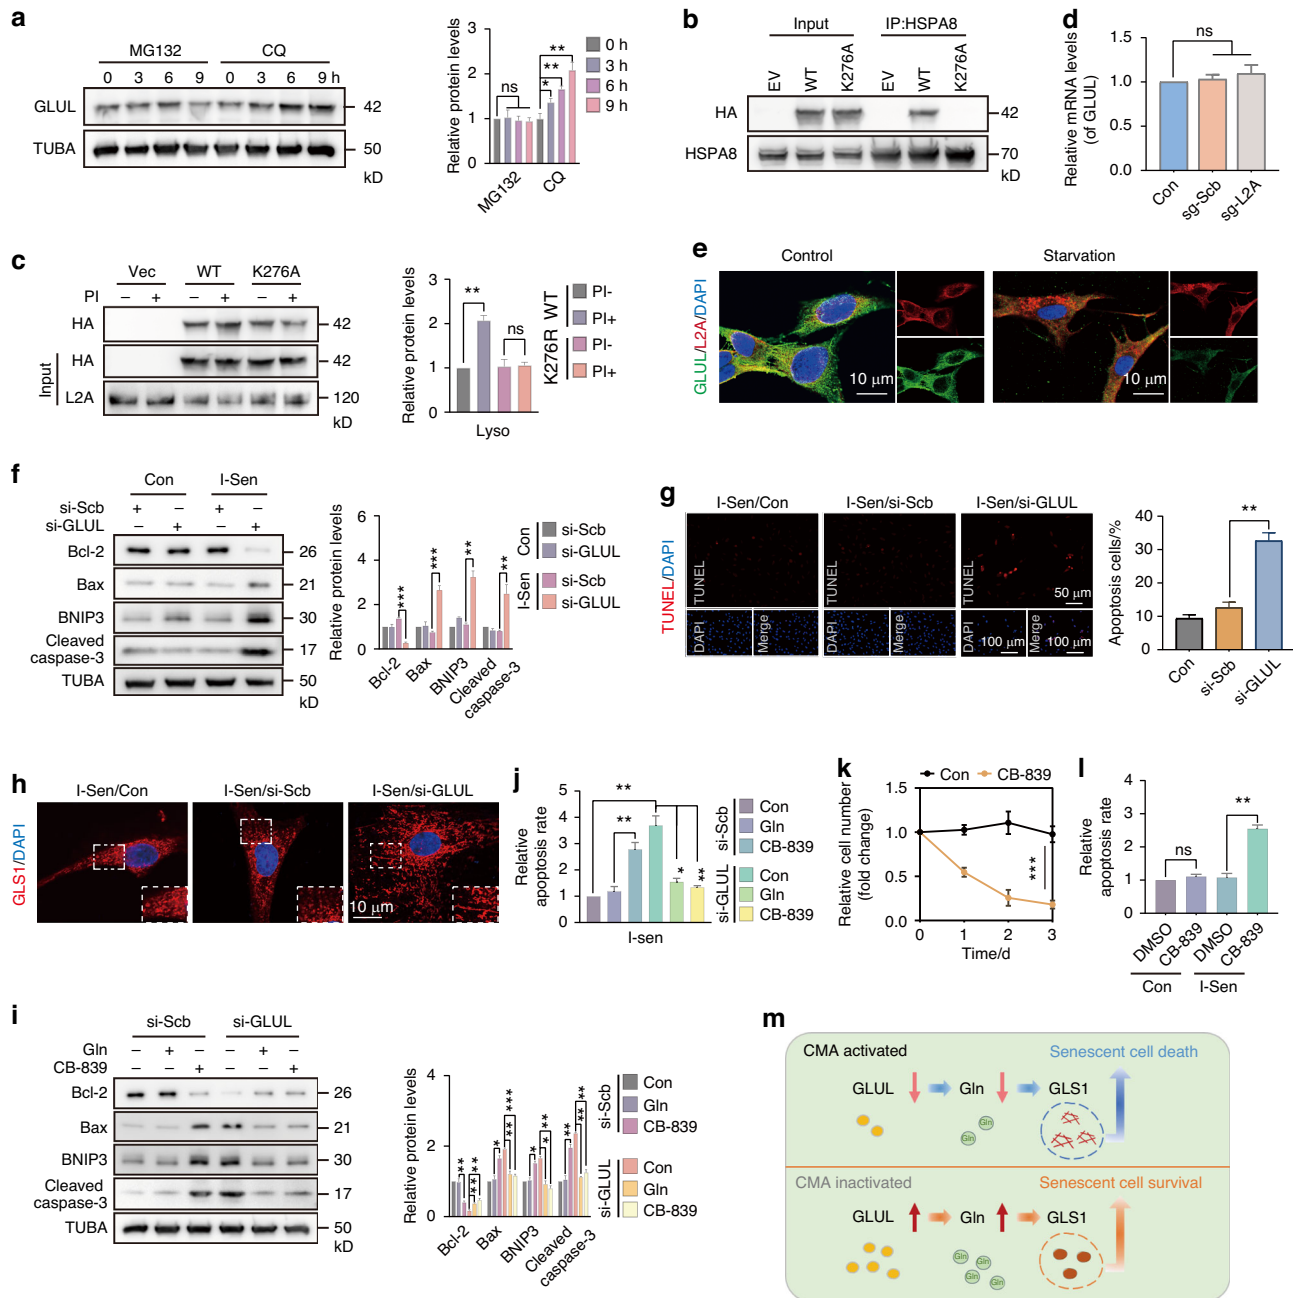 a
MG132
CQ
0 3 6 9 0 3 6 9 h
GLUL
42
TUBA
50
kD
Relative protein levels
3
2
1
0
ns
*
**
**
MG132
CQ
0 h
3 h
6 h
9 h
b
Input
IP:HSPA8
EV
WT
K276A
EV
WT
K276A
HA
42
HSPA8
70
kD
d
Relative mRNA levels
(of GLUL)
1.5
1.0
0.5
0.0
ns
Con
sg-Scb
sg-L2A
c
Vec
WT
K276A
PI
– + – + – +
HA
42
Input
HA
42
L2A
120
kD
Relative protein levels
3
2
1
0
**
ns
Lyso
WT
PI-
PI+
K276R
PI-
PI+
e
Control
Starvation
GLUL/L2A/DAPI
10 μm
10 μm
f
Con
I-Sen
si-Scb
+ – + –
si-GLUL
– + – +
Bcl-2
26
Bax
21
BNIP3
30
Cleaved
caspase-3
17
TUBA
50
kD
Relative protein levels
6
4
2
0
***
***
**
**
Bcl-2
Bax
BNIP3
Cleaved
caspase-3
Con
si-Scb
si-GLUL
I-Sen
si-Scb
si-GLUL
g
I-Sen/Con
I-Sen/si-Scb
I-Sen/si-GLUL
TUNEL/DAPI
TUNEL
TUNEL
TUNEL
50 μm
DAPI
Merge
DAPI
Merge
DAPI
100 μm
Merge
100 μm
Apoptosis cells/%
40
30
20
10
0
**
Con
si-Scb
si-GLUL
h
I-Sen/Con
I-Sen/si-Scb
I-Sen/si-GLUL
GLS1/DAPI
10 μm
j
Relative
apoptosis rate
5
4
3
2
1
0
**
**
*
**
I-sen
si-Scb
Con
Gln
CB-839
si-GLUL
Con
Gln
CB-839
k
Con
CB-839
Relative cell number
(fold change)
1.5
1.0
0.5
0.0
***
0 1 2 3
Time/d
l
Relative
apoptosis rate
4
3
2
1
0
ns
**
DMSO
CB-839
DMSO
CB-839
Con
I-Sen
i
si-Scb
si-GLUL
Gln
– + – – + –
CB-839
– – + – – +
Bcl-2
26
Bax
21
BNIP3
30
Cleaved
caspase-3
17
TUBA
50
kD
Relative protein levels
4
2
0
**
**
**
*
**
***
*
*
**
**
**
**
Bcl-2
Bax
BNIP3
Cleaved
caspase-3
si-Scb
Con
Gln
CB-839
si-GLUL
Con
Gln
CB-839
m
CMA activated
Senescent cell death
GLUL
Gln
GLS1
Gln
Gln
CMA inactivated
Senescent cell survival
GLUL
Gln
GLS1
Gln
Gln
Gln
Gln